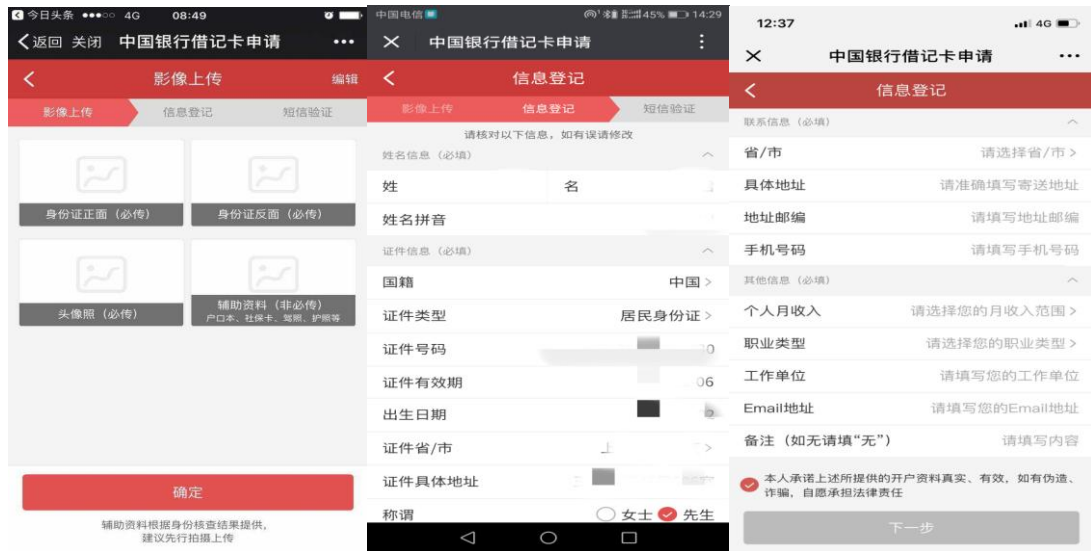 今日头条 4G 08:49
返回 关闭 中国银行借记卡申请
影像上传 编辑
影像上传 信息登记 短信验证
身份证正面（必传） 身份证反面（必传）
头像照（必传） 辅助资料（非必传）
户口本、社保卡、驾照、护照等
确定
辅助资料根据身份核查结果提供，
建议先行拍摄上传
中国电信 45% 14:29
中国银行借记卡申请
信息登记
影像上传 信息登记 短信验证
请核对以下信息，如有误请修改
姓名信息（必填）
姓 名
姓名拼音
证件信息（必填）
国籍 中国 >
证件类型 居民身份证 >
证件号码
证件有效期 06
出生日期
证件省/市 上 >
证件具体地址
称谓 女士 先生
12:37 4G
中国银行借记卡申请
信息登记
联系信息（必填）
省/市 请选择省/市 >
具体地址 请准确填写寄送地址
地址邮编 请填写地址邮编
手机号码 请填写手机号码
其他信息（必填）
个人月收入 请选择您的月收入范围 >
职业类型 请选择您的职业类型 >
工作单位 请填写您的工作单位
Email地址 请填写您的Email地址
备注（如无请填“无”） 请填写内容
本人承诺上述所提供的开户资料真实、有效，如有伪造、
诈骗，自愿承担法律责任
下一步